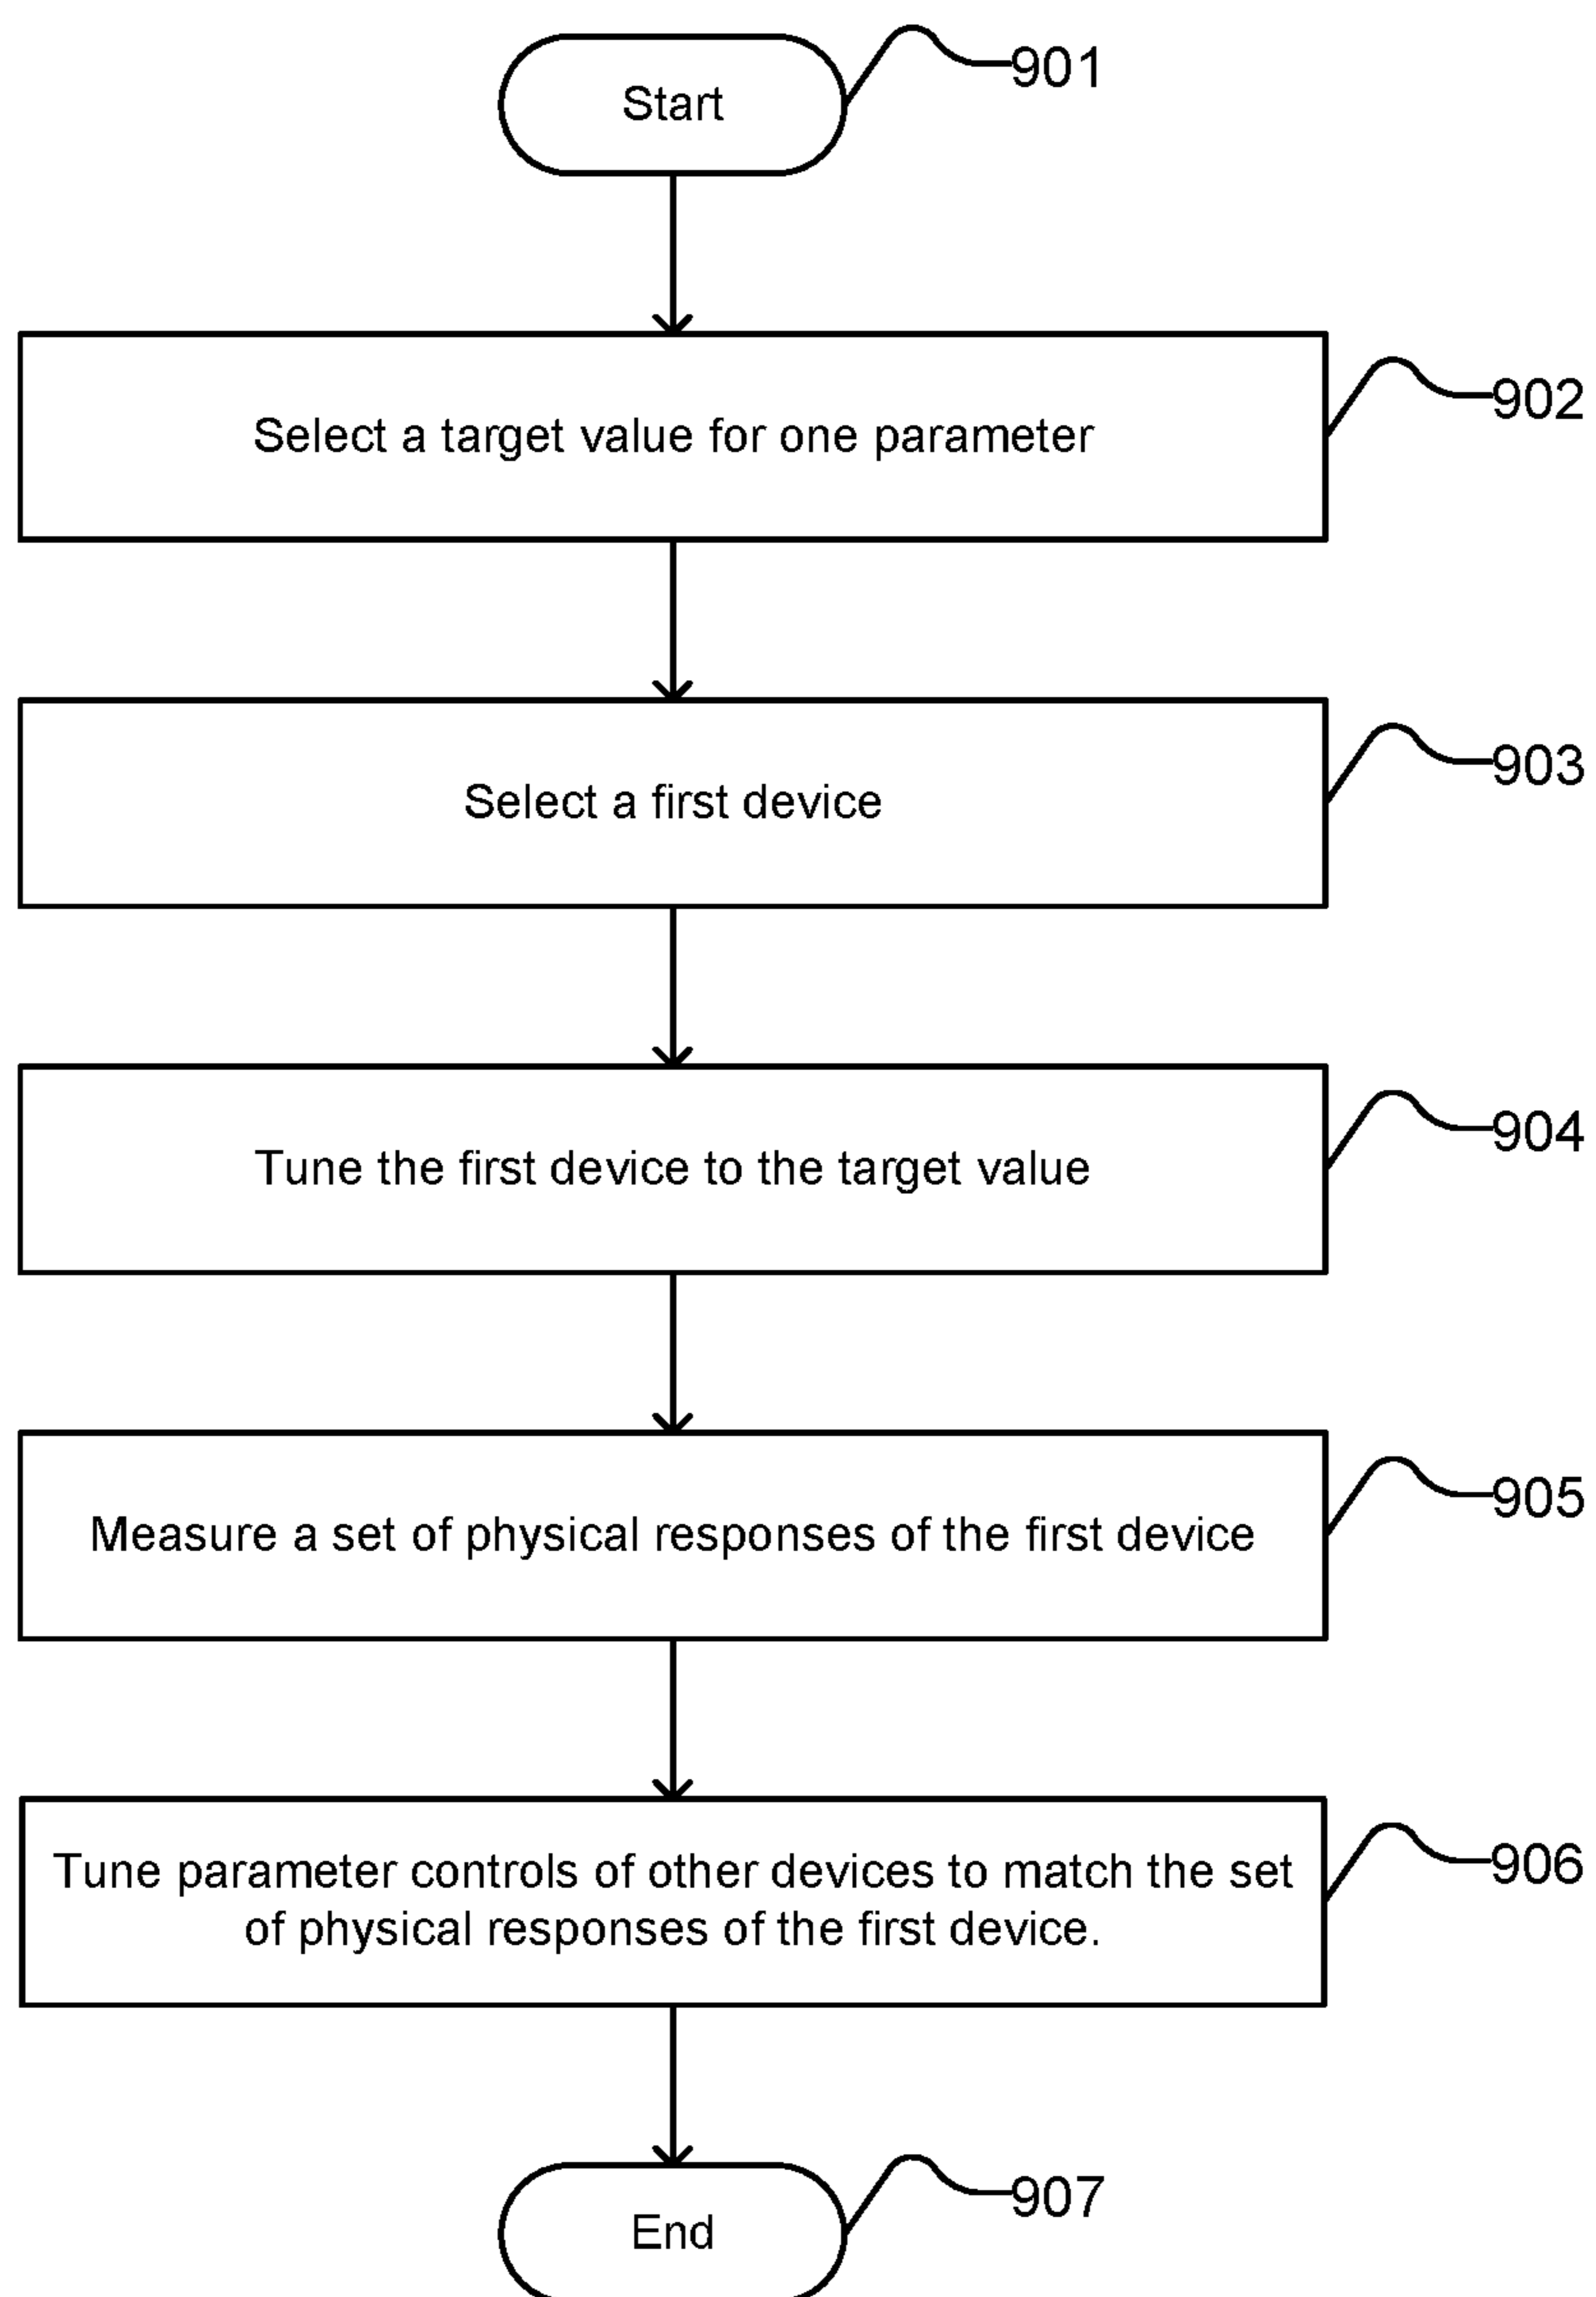 Start
901
Select a target value for one parameter
902
Select a first device
903
Tune the first device to the target value
904
Measure a set of physical responses of the first device
905
Tune parameter controls of other devices to match the set
of physical responses of the first device.
906
End
907